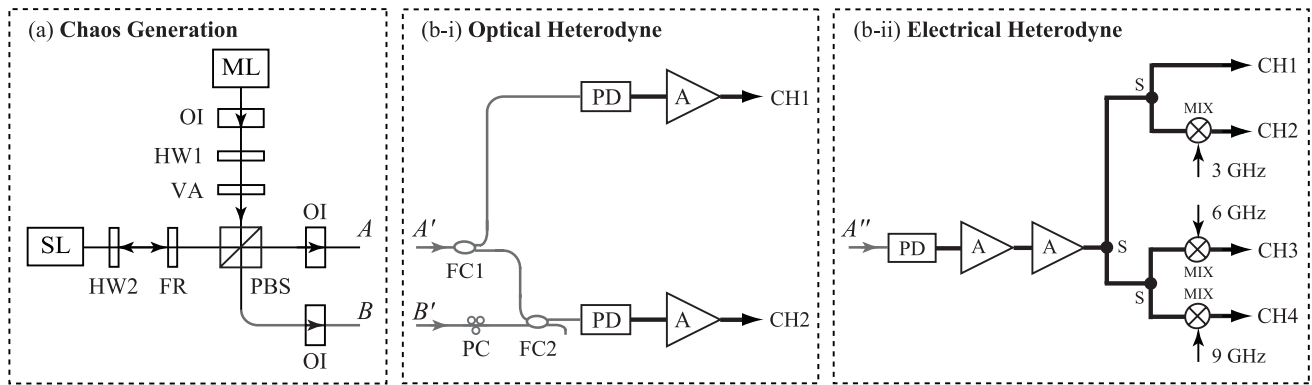 (a) Chaos Generation
ML
OI
HW1
VA
OI
A
SL
HW2
FR
PBS
B
OI
(b-i) Optical Heterodyne
PD
A
CH1
A′
FC1
B′
PC
FC2
PD
A
CH2
(b-ii) Electrical Heterodyne
CH1
S
MIX
CH2
3 GHz
6 GHz
A″
PD
A
A
S
CH3
MIX
S
MIX
CH4
9 GHz